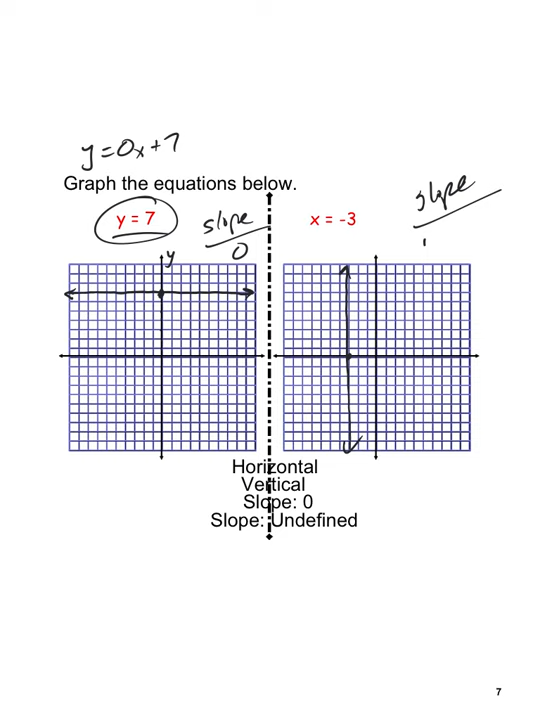 y = 0x + 7
Graph the equations below.
y = 7
slope
0
x = -3
slope
y
Horizontal
Vertical
Slope: 0
Slope: Undefined
7